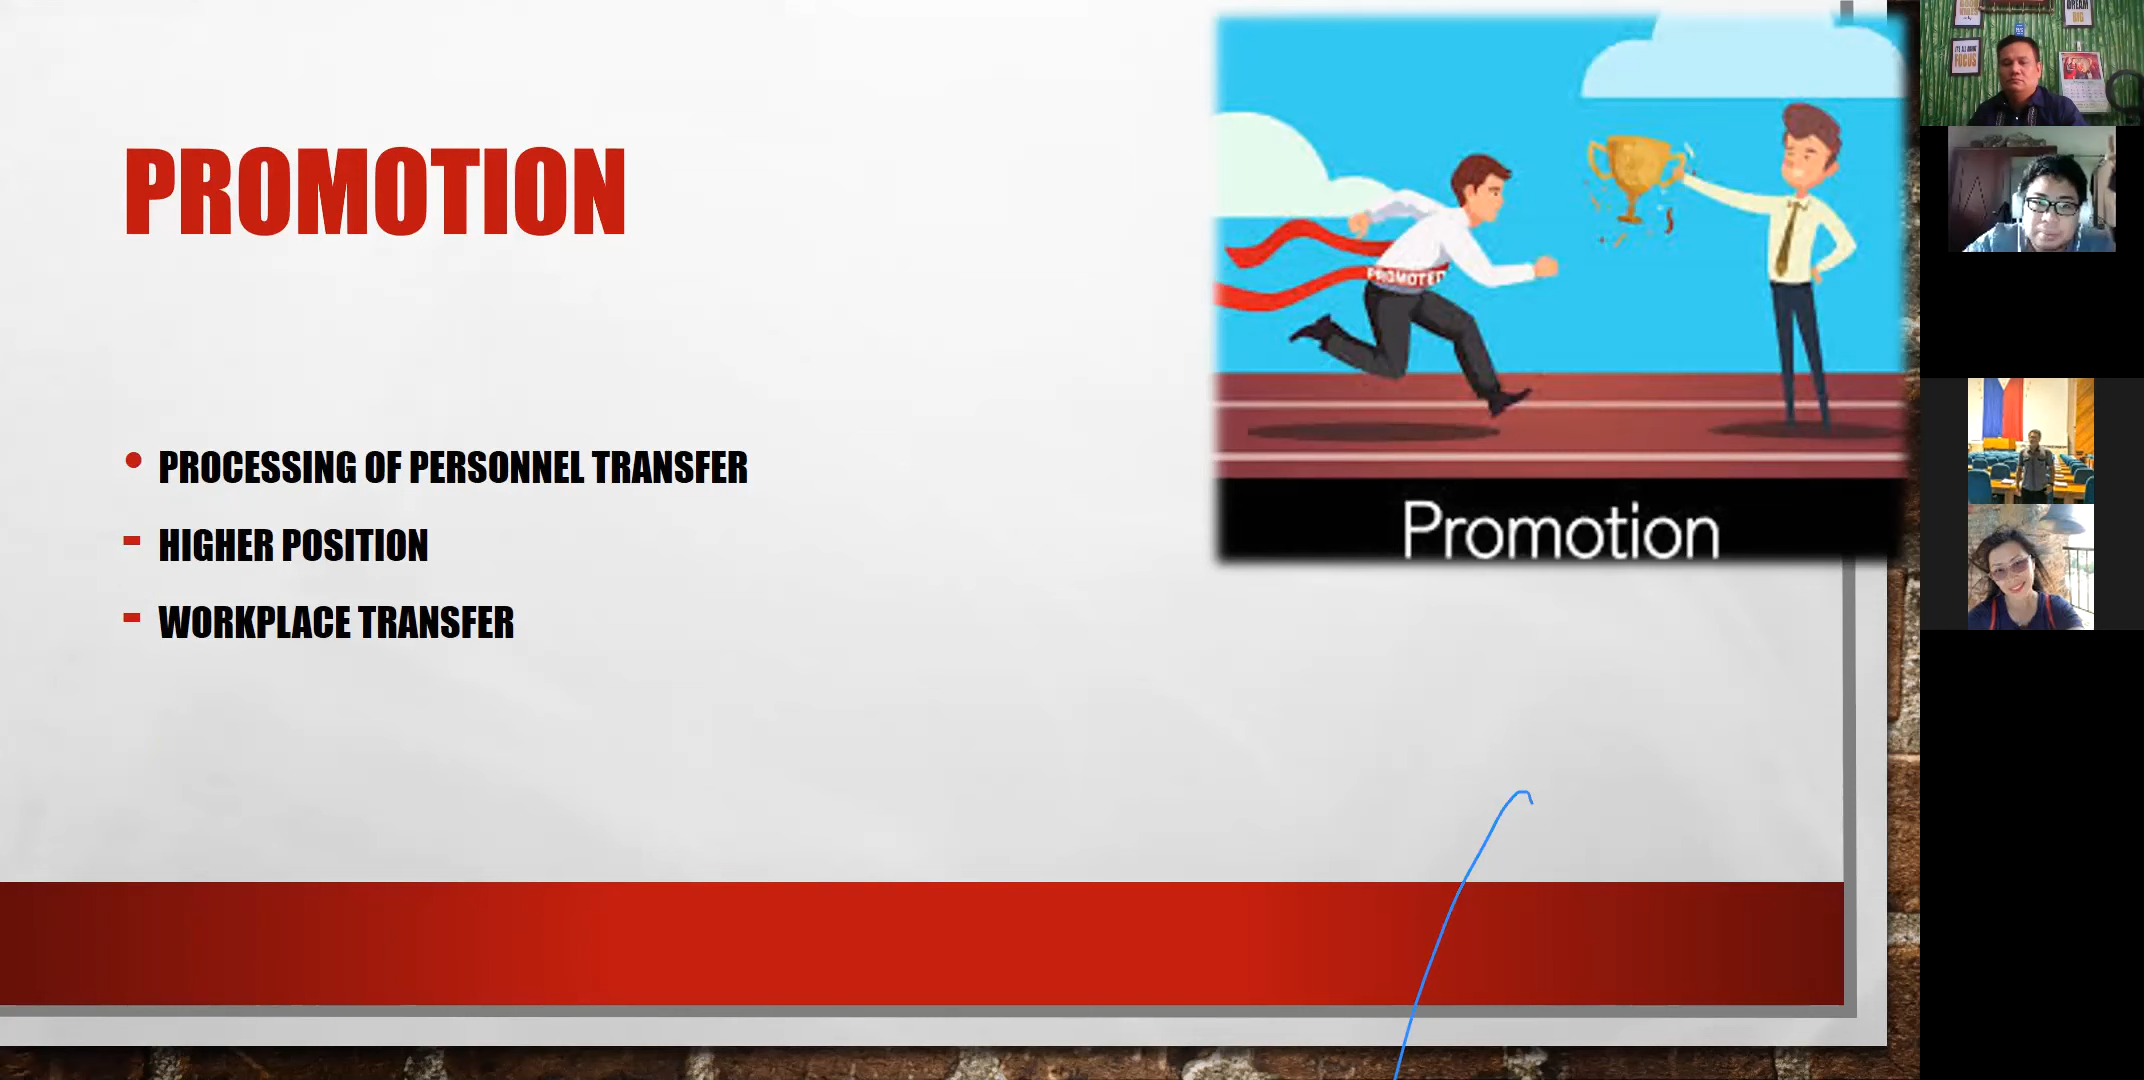 PROMOTION
• PROCESSING OF PERSONNEL TRANSFER
- HIGHER POSITION
- WORKPLACE TRANSFER
PROMOTED
Promotion
DREAM
BIG
FOCUS